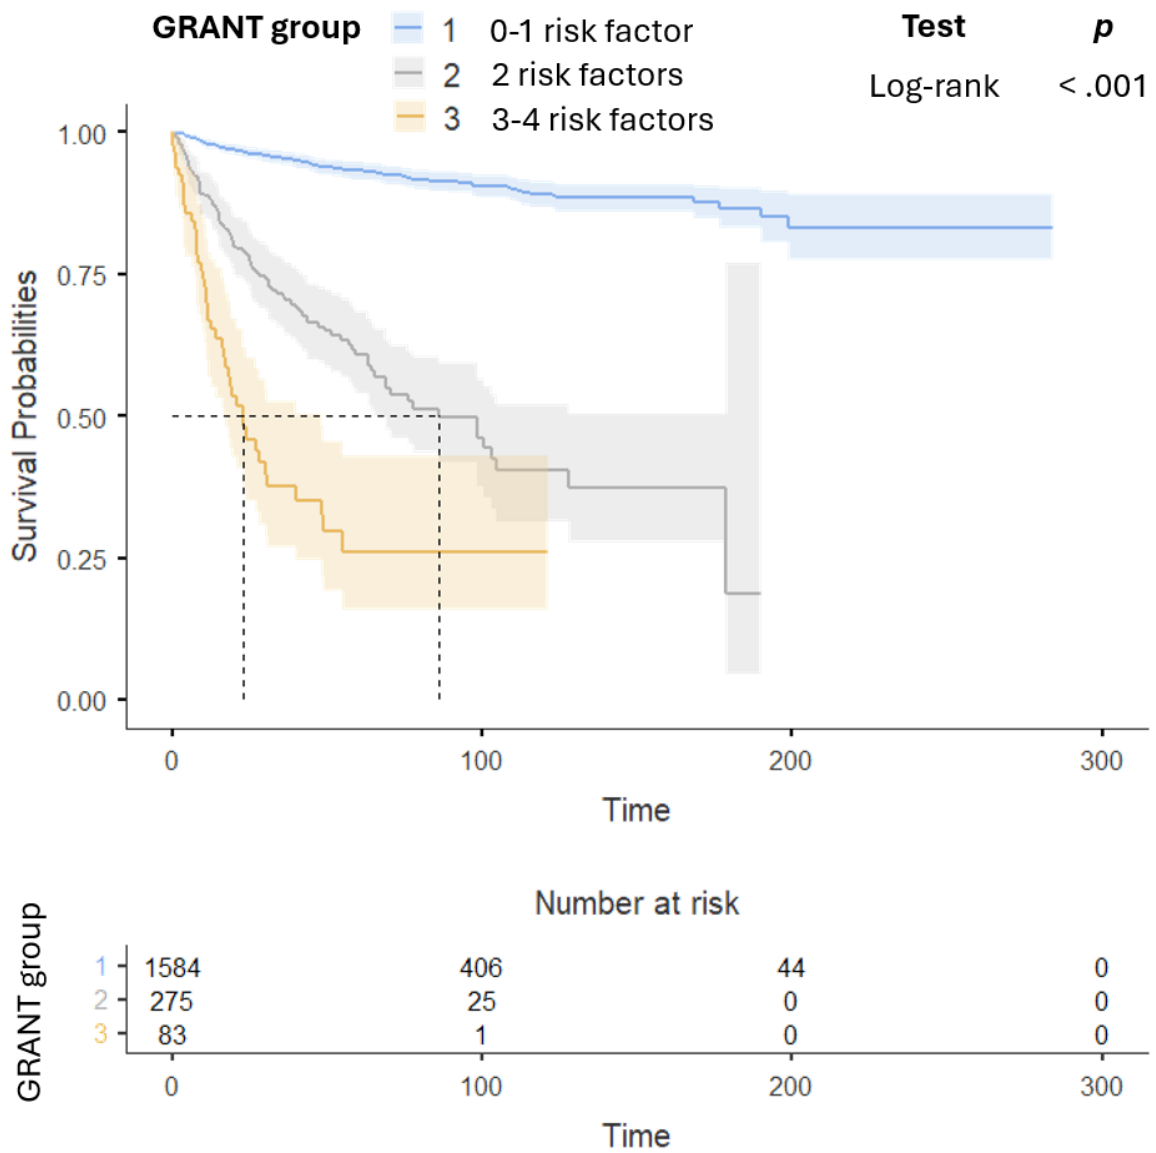 GRANT group
1 0-1 risk factor
2 2 risk factors
3 3-4 risk factors
Test p
Log-rank < .001
Survival Probabilities
1.00
0.75
0.50
0.25
0.00
0 100 200 300
Time
Number at risk
GRANT group
1 1584 406 44 0
2 275 25 0 0
3 83 1 0 0
0 100 200 300
Time